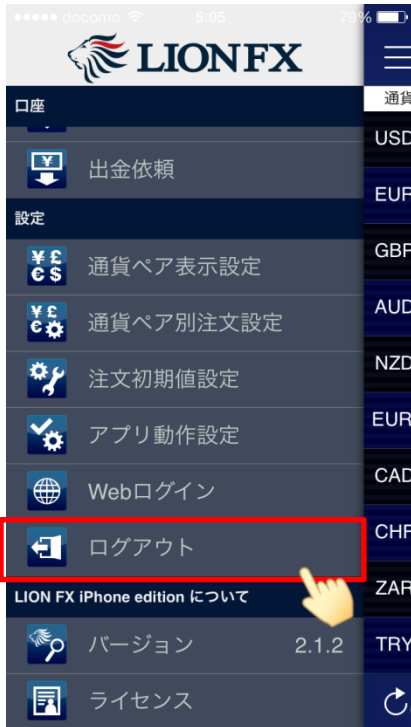 docomo 5:05 79%
LION FX
口座
通貨
USD
出金依頼
EUR
設定
通貨ペア表示設定
GBP
通貨ペア別注文設定
AUD
注文初期値設定
NZD
アプリ動作設定
EUR
Webログイン
CAD
ログアウト
CHF
LION FX iPhone edition について
ZAR
バージョン 2.1.2
TRY
ライセンス